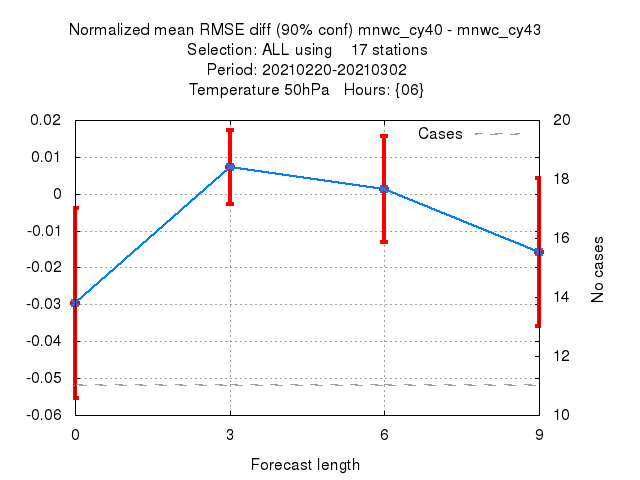 Normalized mean RMSE diff (90% conf) mnwc_cy40 - mnwc_cy43
Selection: ALL using    17 stations
Period: 20210220-20210302
Temperature 50hPa   Hours: {06}
Cases
0.02
0.01
0
-0.01
-0.02
-0.03
-0.04
-0.05
-0.06
20
18
16
14
12
10
No cases
0 3 6 9
Forecast length